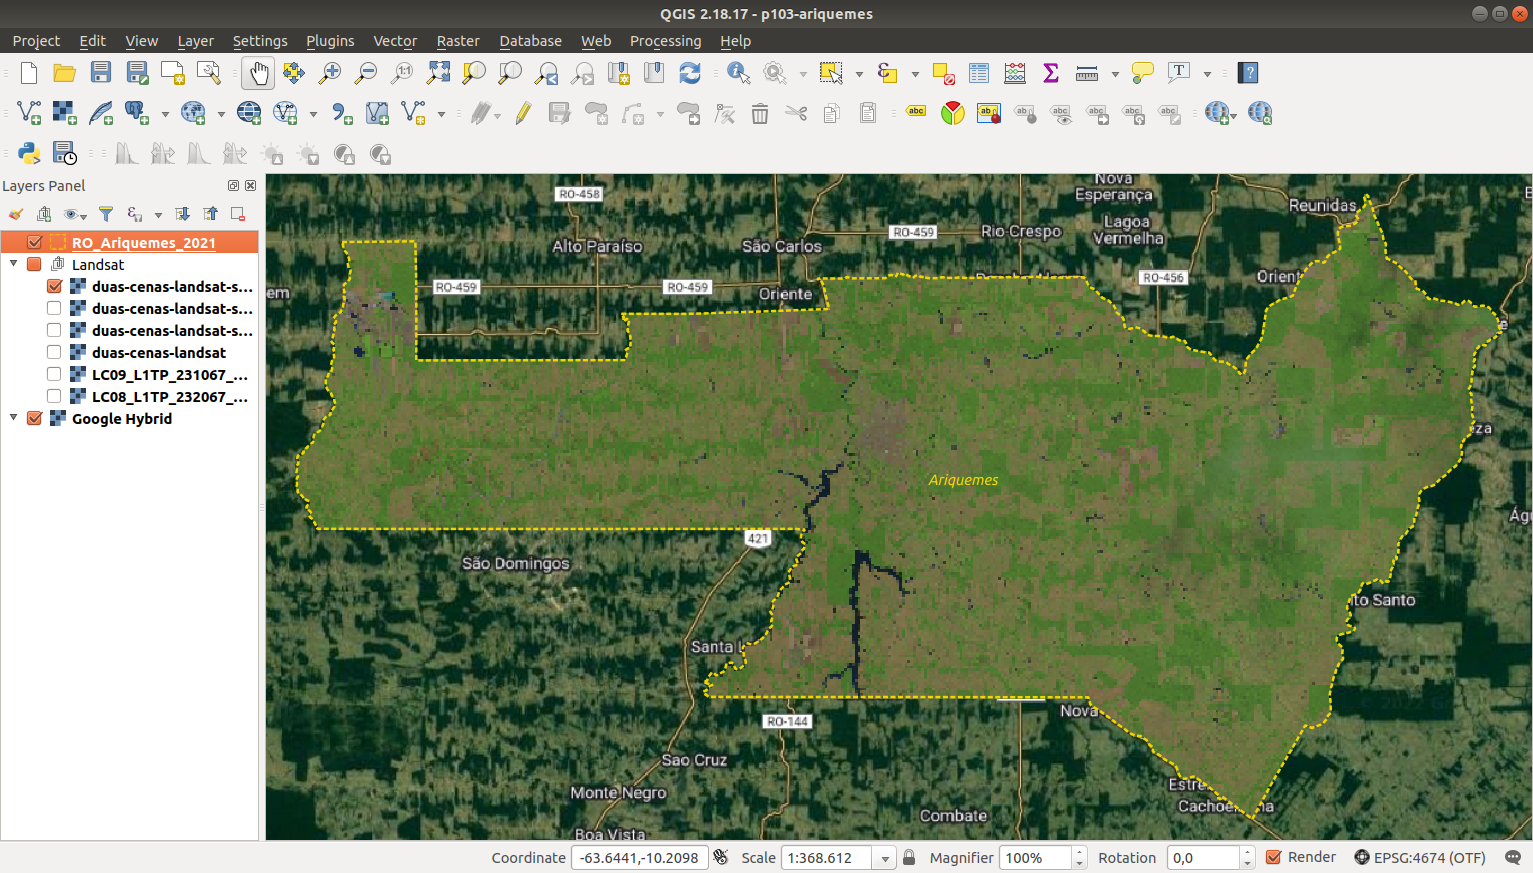 QGIS 2.18.17 - p103-ariquemes
Project Edit View Layer Settings Plugins Vector Raster Database Web Processing Help
Layers Panel
RO_Ariquemes_2021
Landsat
duas-cenas-landsat-s...
duas-cenas-landsat-s...
duas-cenas-landsat-s...
duas-cenas-landsat
LC09_L1TP_231067_...
LC08_L1TP_232067_...
Google Hybrid
Nova
Esperança
RO-458
Reunidas
Lagoa
Vermelha
RO-459
Rio Crespo
Alto Paraíso
São Carlos
RO-456
Orient
RO-459
RO-459
Oriente
em
eza
Ariquemes
Águ
421
São Domingos
to Santo
Santa L
Nova
RO-144
Sao Cruz
Estre
Monte Negro
Cachoe
na
Combate
Boa Vista
Coordinate -63.6441,-10.2098 Scale 1:368.612 Magnifier 100% Rotation 0,0 Render EPSG:4674 (OTF)